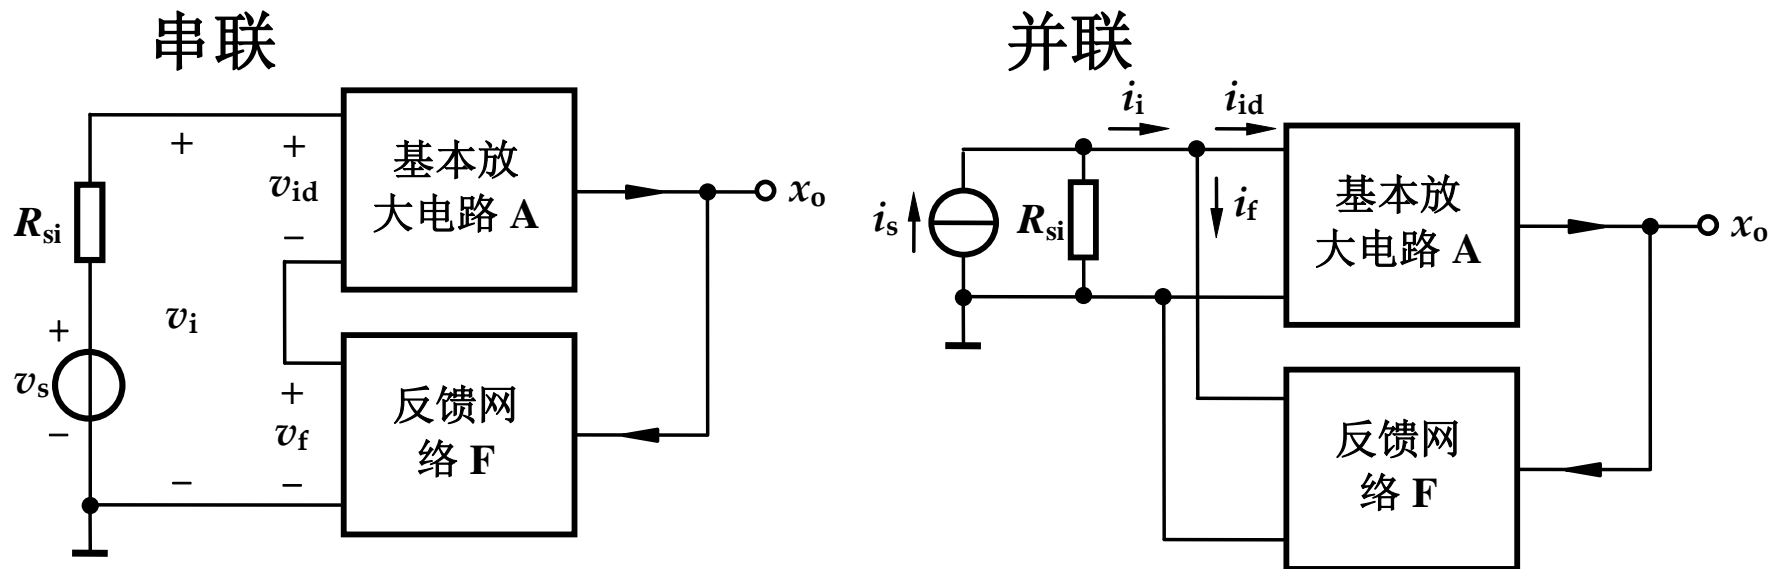 串联
并联
+
+
v_id
−
R_si
v_i
+
v_s
−
+
v_f
−
−
基本放
大电路 A
x_o
反馈网
络 F
i_i
i_id
i_s
R_si
i_f
基本放
大电路 A
x_o
反馈网
络 F